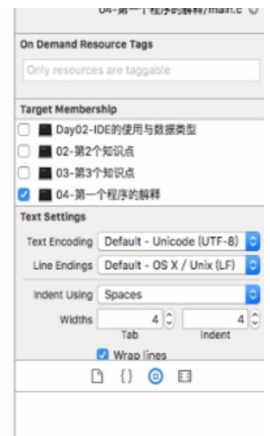 04-第一个程序的解释/main.c
On Demand Resource Tags
Only resources are taggable
Target Membership
Day02-IDE的使用与数据类型
02-第2个知识点
03-第3个知识点
04-第一个程序的解释
Text Settings
Text Encoding Default - Unicode (UTF-8)
Line Endings Default - OS X / Unix (LF)
Indent Using Spaces
Widths 4 4
Tab Indent
Wrap lines
{}